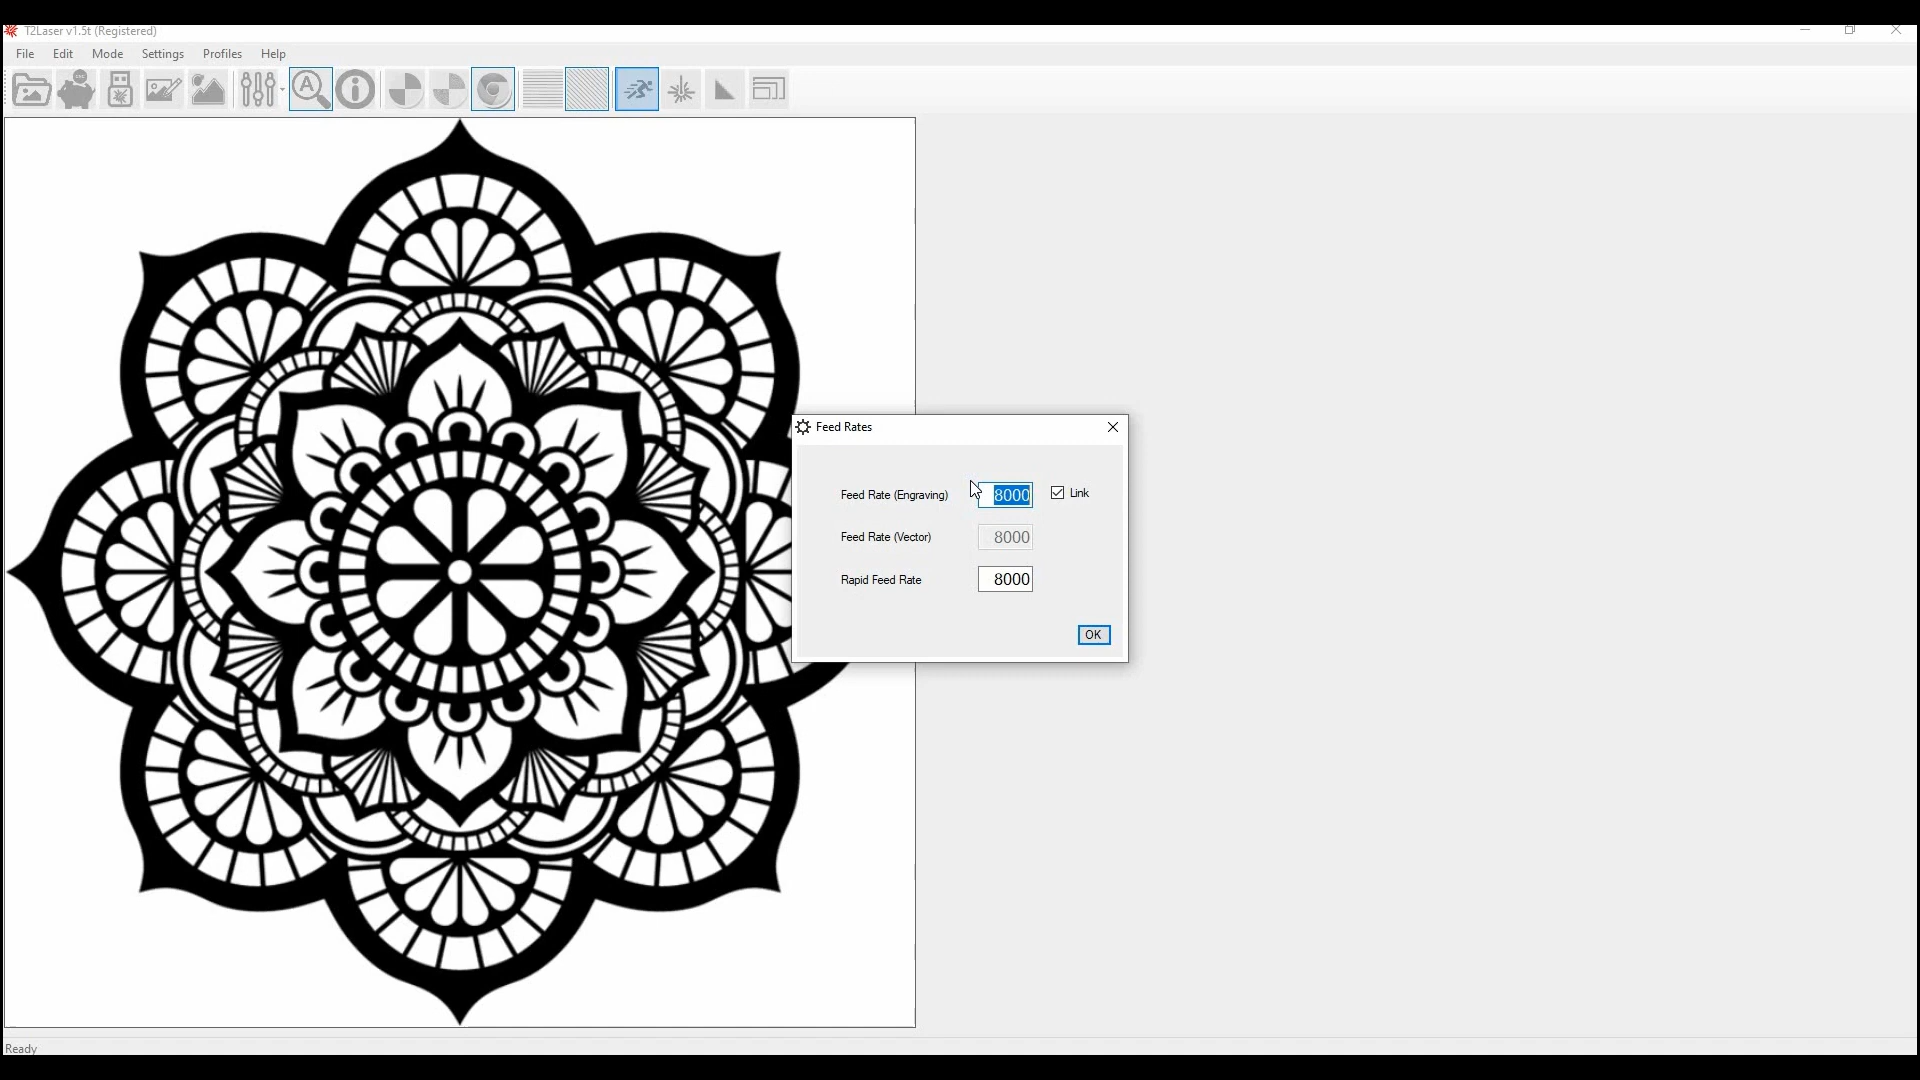 T2Laser v1.5t (Registered)
File Edit Mode Settings Profiles Help
Feed Rates
Feed Rate (Engraving) 8000 Link
Feed Rate (Vector) 8000
Rapid Feed Rate 8000
OK
Ready